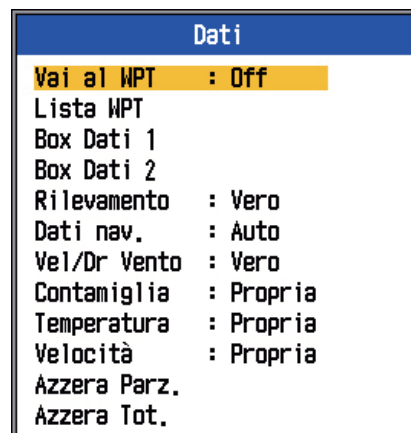 Dati
Vai al WPT : Off
Lista WPT
Box Dati 1
Box Dati 2
Rilevamento : Vero
Dati nav. : Auto
Vel/Dr Vento : Vero
Contamiglia : Propria
Temperatura : Propria
Velocità : Propria
Azzera Parz.
Azzera Tot.